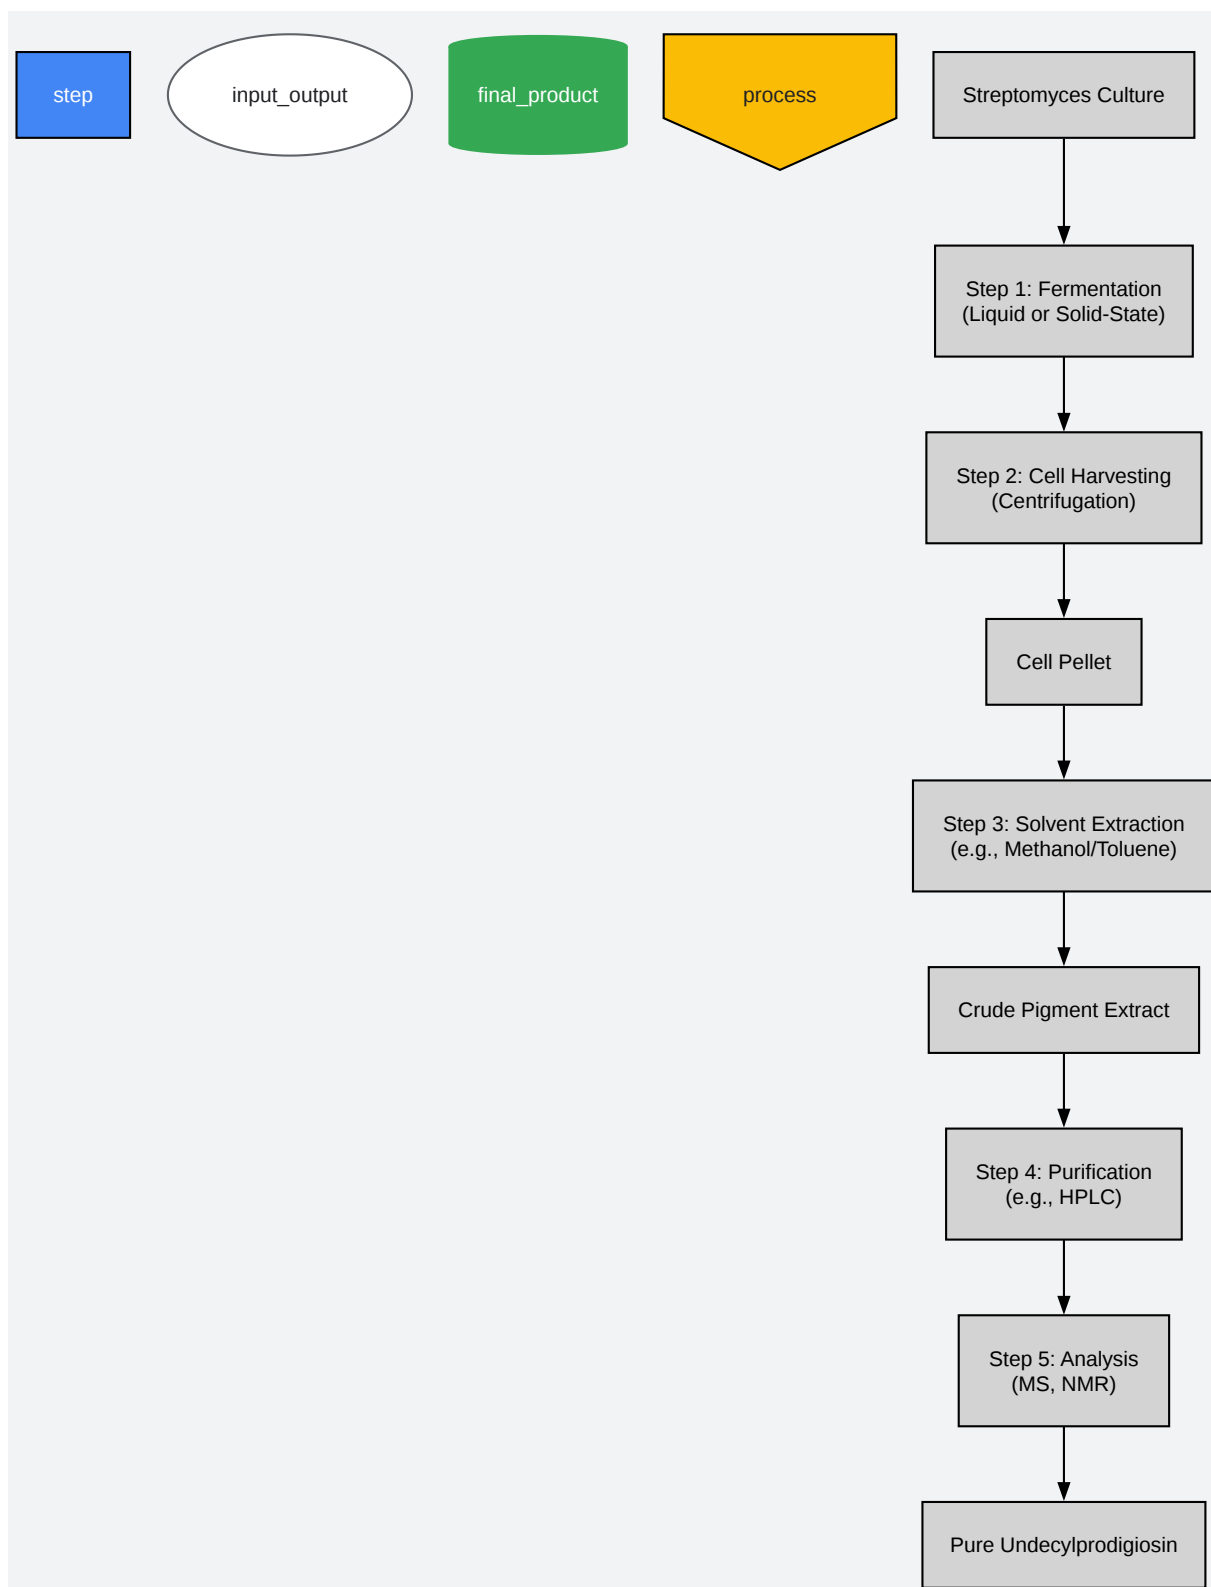 step
input_output
final_product
process
Streptomyces Culture
Step 1: Fermentation
(Liquid or Solid-State)
Step 2: Cell Harvesting
(Centrifugation)
Cell Pellet
Step 3: Solvent Extraction
(e.g., Methanol/Toluene)
Crude Pigment Extract
Step 4: Purification
(e.g., HPLC)
Step 5: Analysis
(MS, NMR)
Pure Undecylprodigiosin